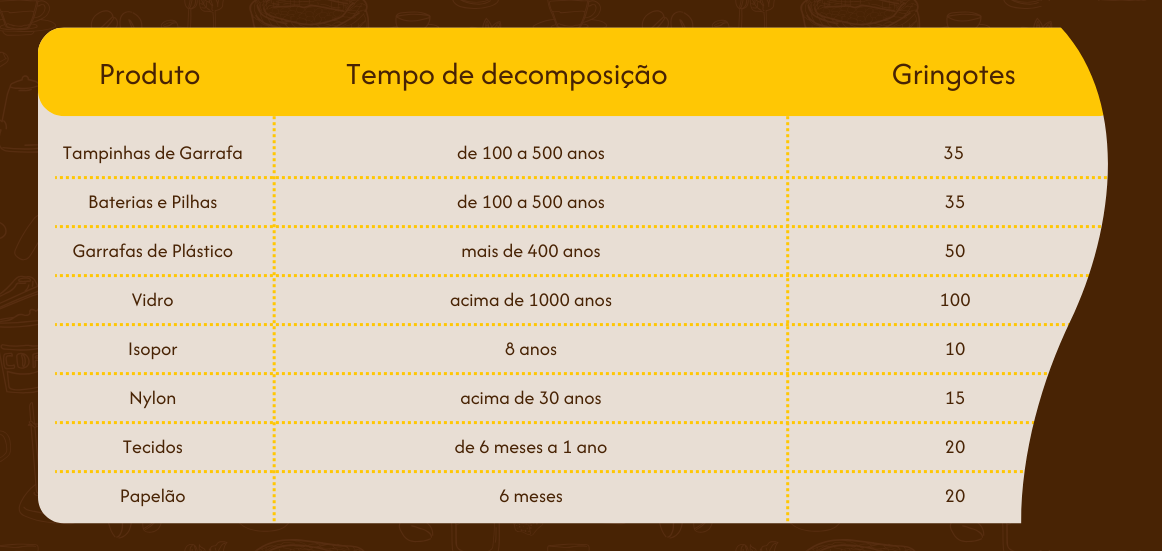 Produto Tempo de decomposição Gringotes
Tampinhas de Garrafa de 100 a 500 anos 35
Baterias e Pilhas de 100 a 500 anos 35
Garrafas de Plástico mais de 400 anos 50
Vidro acima de 1000 anos 100
Isopor 8 anos 10
Nylon acima de 30 anos 15
Tecidos de 6 meses a 1 ano 20
Papelão 6 meses 20